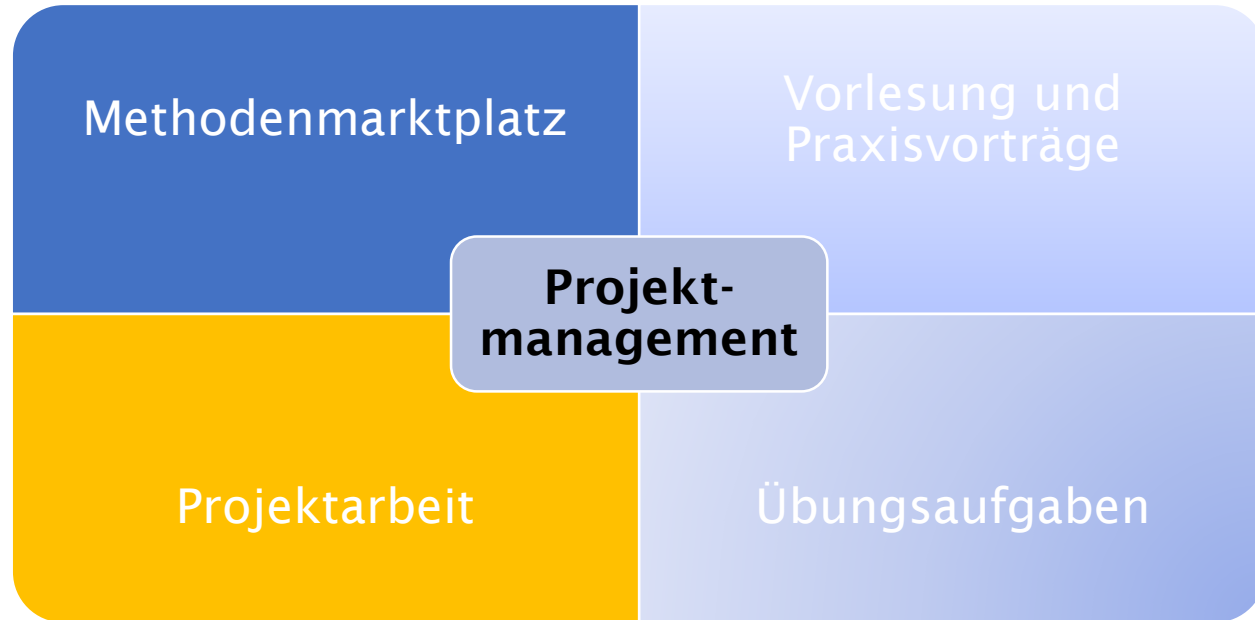 Methodenmarktplatz
Vorlesung und
Praxisvorträge
Projekt-
management
Projektarbeit
Übungsaufgaben